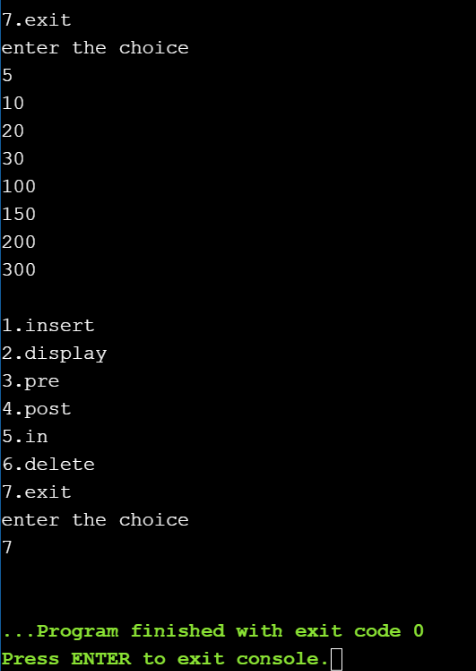 7.exit
enter the choice
5
10
20
30
100
150
200
300
1.insert
2.display
3.pre
4.post
5.in
6.delete
7.exit
enter the choice
7
...Program finished with exit code 0
Press ENTER to exit console.